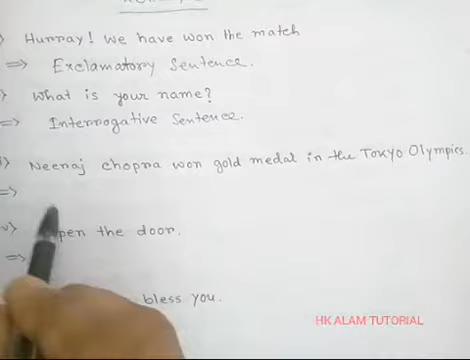 ) Hurray! We have won the match
=> Exclamatory Sentence.
) What is your name?
=> Interrogative Sentence.
) Neeraj chopra won gold medal in the Tokyo Olympics.
=>
v) open the door.
=>
bless you.
HK ALAM TUTORIAL